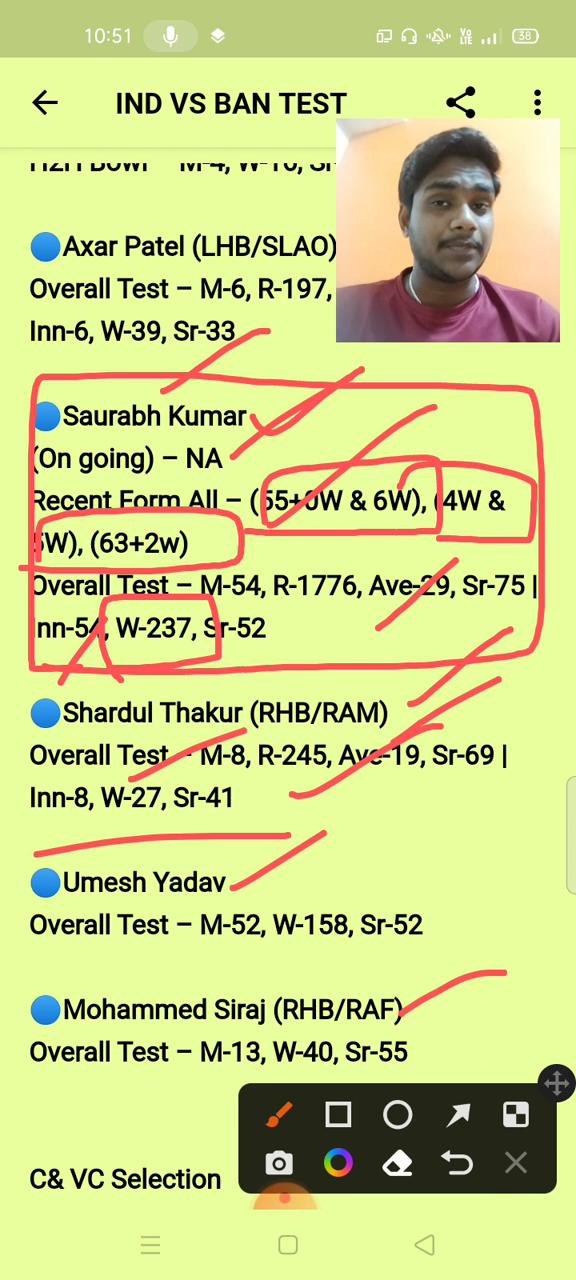 10:51
VO
LTE
38
IND VS BAN TEST
Axar Patel (LHB/SLAO)
Overall Test – M-6, R-197,
Inn-6, W-39, Sr-33
Saurabh Kumar
(On going) – NA
Recent Form All – (55+0W & 6W), (4W &
5W), (63+2w)
Overall Test – M-54, R-1776, Ave-29, Sr-75 |
Inn-54, W-237, Sr-52
Shardul Thakur (RHB/RAM)
Overall Test – M-8, R-245, Ave-19, Sr-69 |
Inn-8, W-27, Sr-41
Umesh Yadav
Overall Test – M-52, W-158, Sr-52
Mohammed Siraj (RHB/RAF)
Overall Test – M-13, W-40, Sr-55
C& VC Selection